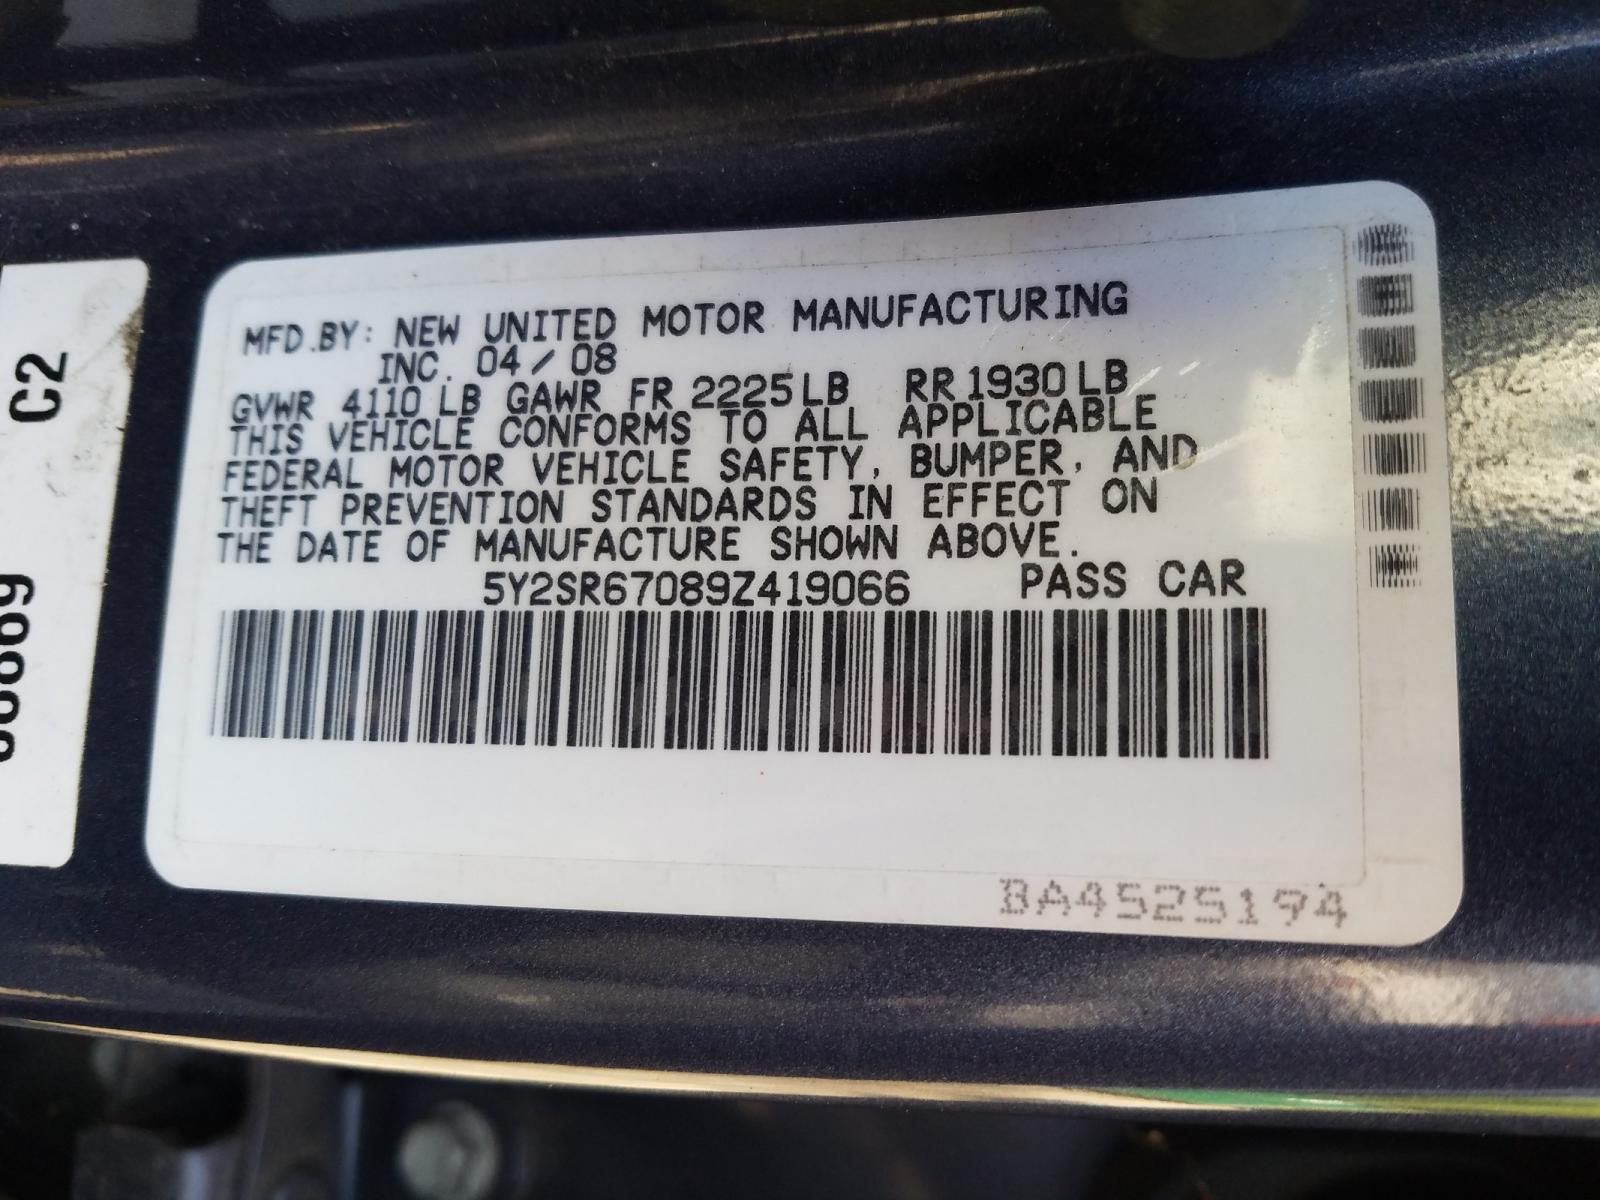 MFD.BY: NEW UNITED MOTOR MANUFACTURING
INC. 04/08
GVWR 4110 LB GAWR FR 2225 LB RR 1930 LB
THIS VEHICLE CONFORMS TO ALL APPLICABLE
FEDERAL MOTOR VEHICLE SAFETY, BUMPER, AND
THEFT PREVENTION STANDARDS IN EFFECT ON
THE DATE OF MANUFACTURE SHOWN ABOVE.
5Y2SR67089Z419066 PASS CAR
BA4525194
C2